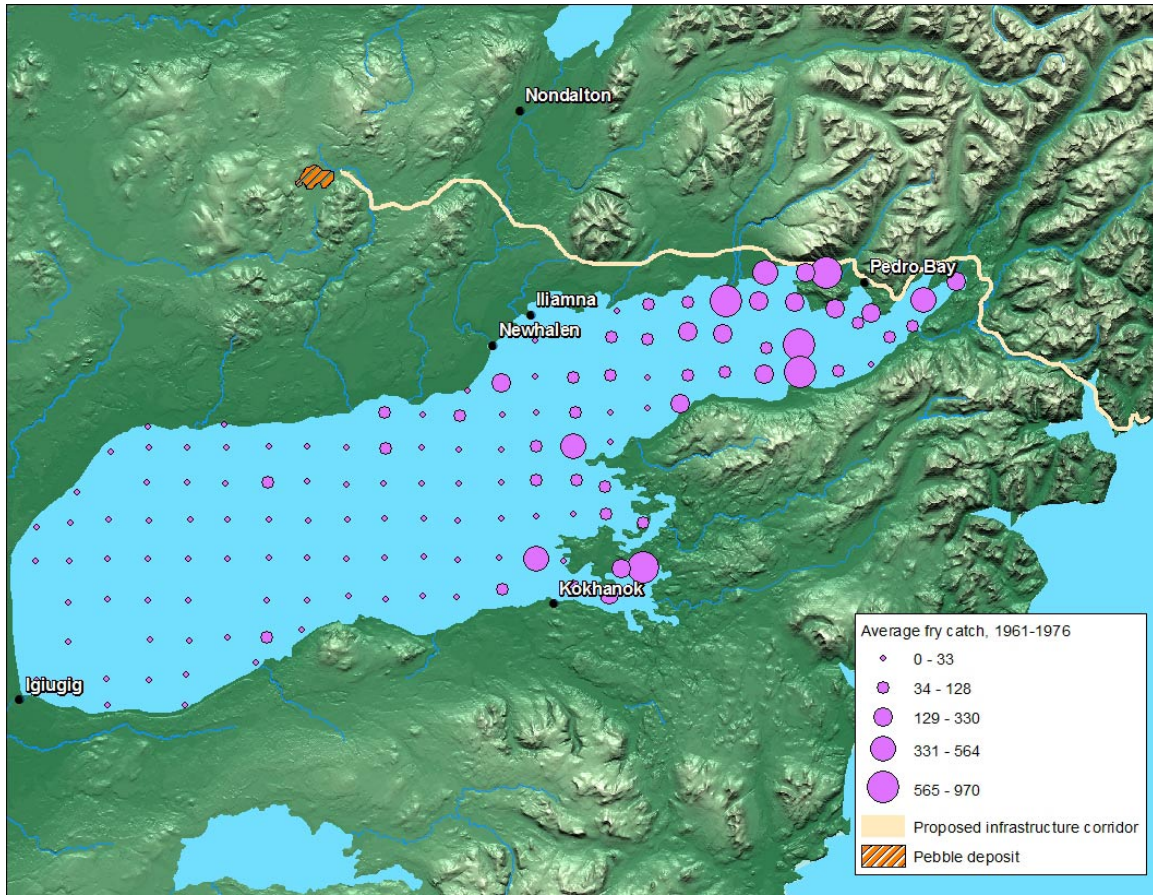 Nondalton
Pedro Bay
Iliamna
Newhalen
Kokhanok
Igiugig
Average fry catch, 1961-1976
0 - 33
34 - 128
129 - 330
331 - 564
565 - 970
Proposed infrastructure corridor
Pebble deposit